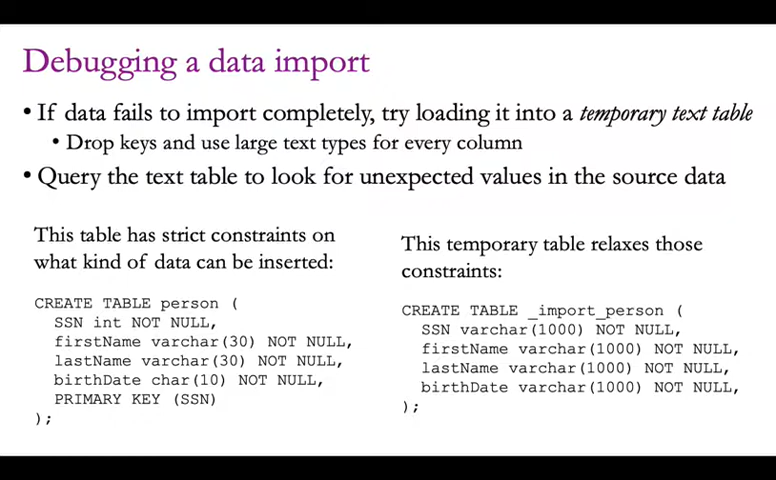 Debugging a data import
• If data fails to import completely, try loading it into a temporary text table
• Drop keys and use large text types for every column
• Query the text table to look for unexpected values in the source data
This table has strict constraints on
what kind of data can be inserted:
CREATE TABLE person (
SSN int NOT NULL,
firstName varchar(30) NOT NULL,
lastName varchar(30) NOT NULL,
birthDate char(10) NOT NULL,
PRIMARY KEY (SSN)
);
This temporary table relaxes those
constraints:
CREATE TABLE _import_person (
SSN varchar(1000) NOT NULL,
firstName varchar(1000) NOT NULL,
lastName varchar(1000) NOT NULL,
birthDate varchar(1000) NOT NULL,
);